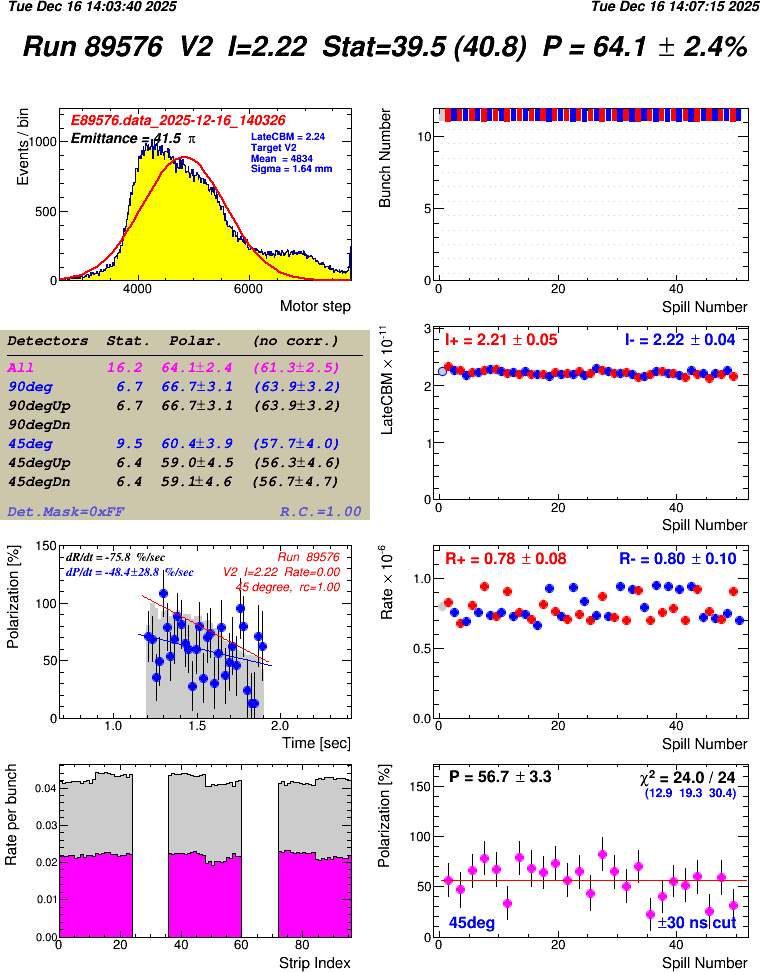 Tue Dec 16 14:03:40 2025
Tue Dec 16 14:07:15 2025
Run 89576 V2 I=2.22 Stat=39.5 (40.8) P = 64.1 ± 2.4%
E89576.data_2025-12-16_140326
Emittance = 41.5 π
LateCBM = 2.24
Target V2
Mean = 4834
Sigma = 1.64 mm
Events / bin
1000
500
0
4000
6000
Motor step
Bunch Number
10
5
0
0
20
40
Spill Number
Detectors Stat. Polar. (no corr.)
All 16.2 64.1±2.4 (61.3±2.5)
90deg 6.7 66.7±3.1 (63.9±3.2)
90degUp 6.7 66.7±3.1 (63.9±3.2)
90degDn
45deg 9.5 60.4±3.9 (57.7±4.0)
45degUp 6.4 59.0±4.5 (56.3±4.6)
45degDn 6.4 59.1±4.6 (56.7±4.7)
Det.Mask=0xFF R.C.=1.00
I+ = 2.21 ± 0.05 I- = 2.22 ± 0.04
LateCBM × 10⁻¹¹
3
2
1
0
0
20
40
Spill Number
dR/dt = -75.8 %/sec
dP/dt = -48.4±28.8 %/sec
Run 89576
V2 I=2.22 Rate=0.00
45 degree, rc=1.00
Polarization [%]
150
100
50
0
1.0
1.5
2.0
Time [sec]
R+ = 0.78 ± 0.08 R- = 0.80 ± 0.10
Rate × 10⁻⁶
1.0
0.5
0.0
0
20
40
Spill Number
Rate per bunch
0.04
0.03
0.02
0.01
0.00
0
20
40
60
80
Strip Index
P = 56.7 ± 3.3
χ² = 24.0 / 24
(12.9 19.3 30.4)
Polarization [%]
150
100
50
0
45deg
±30 ns cut
0
20
40
Spill Number